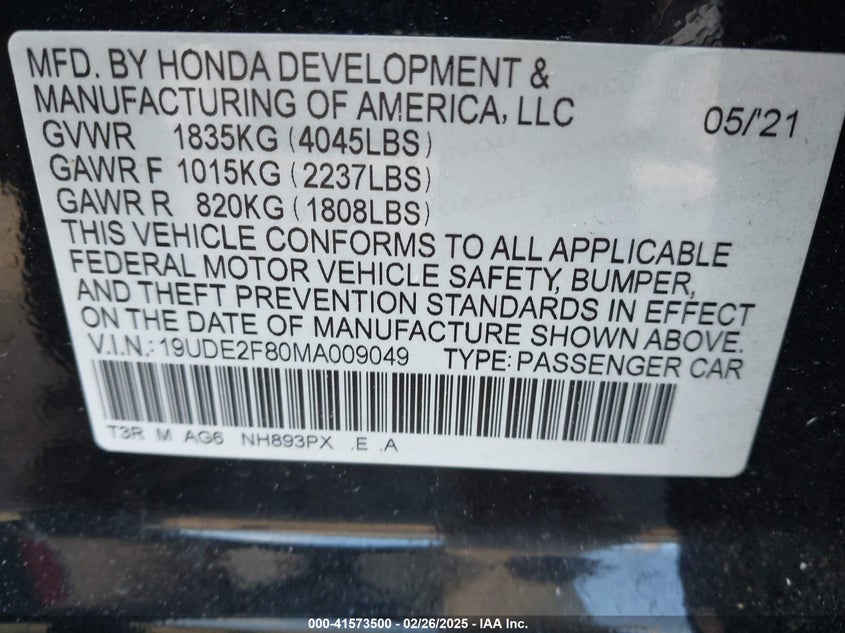 MFD. BY HONDA DEVELOPMENT &
MANUFACTURING OF AMERICA, LLC 05/'21
GVWR 1835KG (4045LBS)
GAWR F 1015KG (2237LBS)
GAWR R 820KG (1808LBS)
THIS VEHICLE CONFORMS TO ALL APPLICABLE
FEDERAL MOTOR VEHICLE SAFETY, BUMPER,
AND THEFT PREVENTION STANDARDS IN EFFECT
ON THE DATE OF MANUFACTURE SHOWN ABOVE.
V.I.N.: 19UDE2F80MA009049 TYPE: PASSENGER CAR
T3R M AG6 NH893PX .E .A
000-41573500 - 02/26/2025 - IAA Inc.